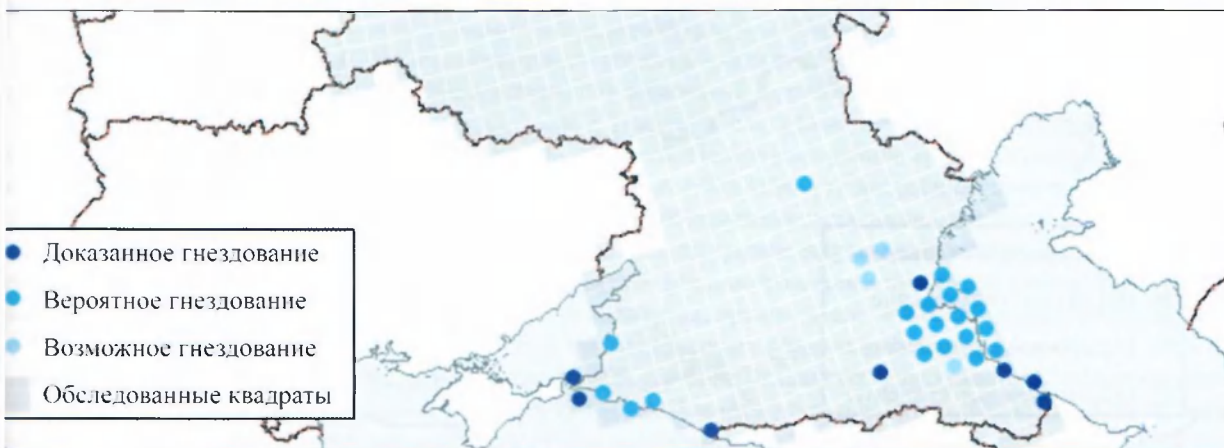 Доказанное гнездование
Вероятное гнездование
Возможное гнездование
Обследованные квадраты